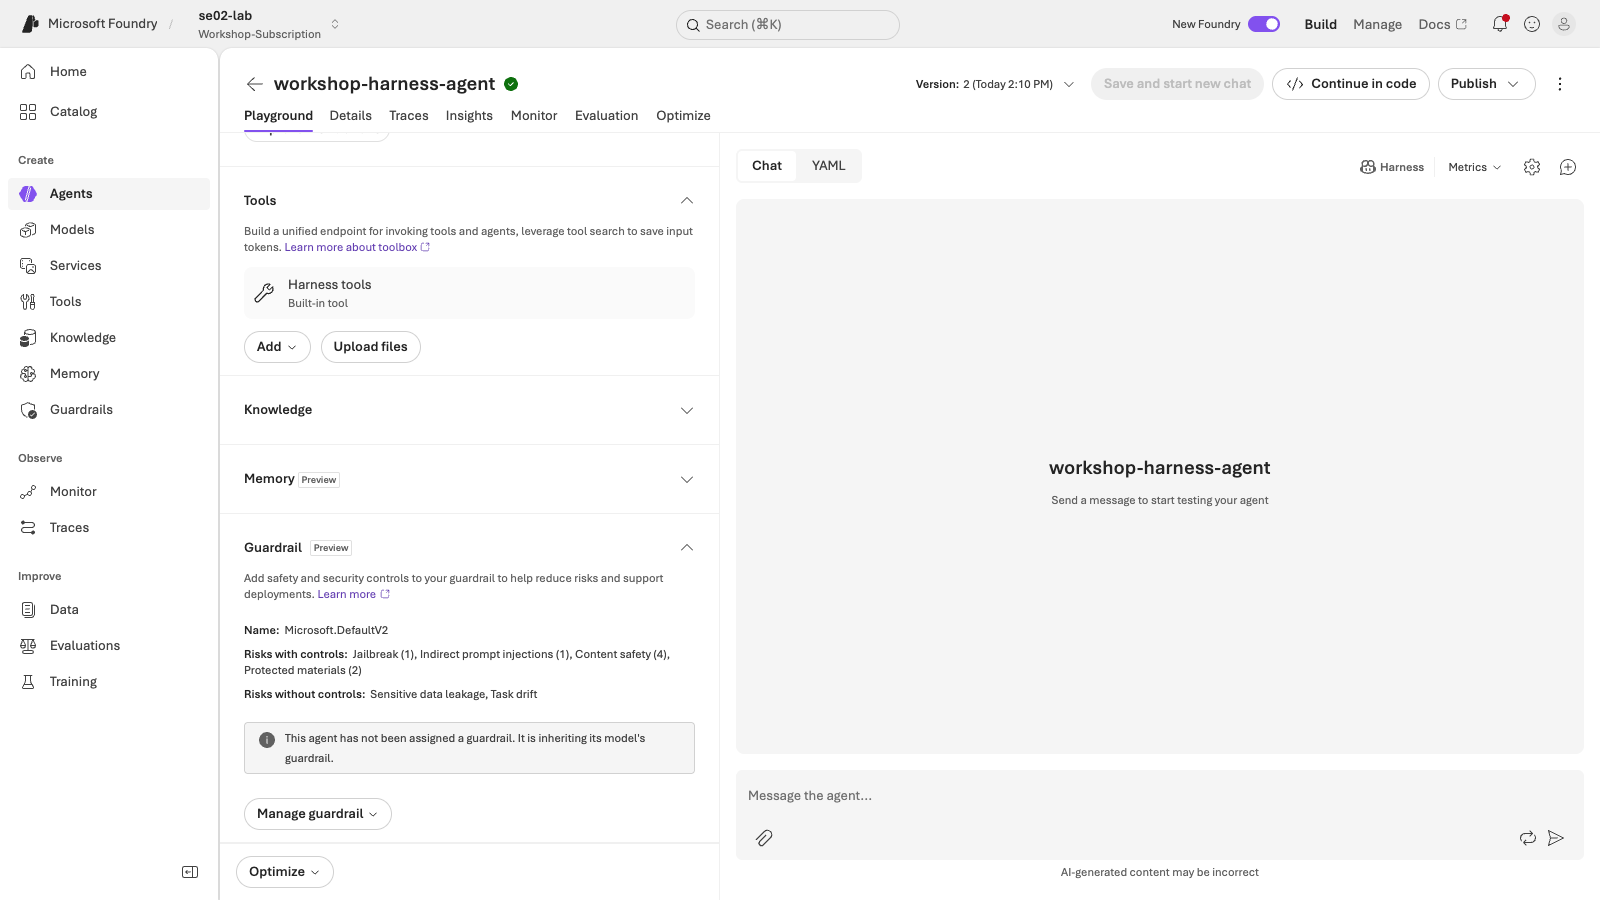 Microsoft Foundry
/
se02-lab
Workshop-Subscription
Search (⌘K)
New Foundry
Build
Manage
Docs
Home
Catalog
Create
Agents
Models
Services
Tools
Knowledge
Memory
Guardrails
Observe
Monitor
Traces
Improve
Data
Evaluations
Training
workshop-harness-agent
Version: 2 (Today 2:10 PM)
Save and start new chat
Continue in code
Publish
Playground
Details
Traces
Insights
Monitor
Evaluation
Optimize
Tools
Build a unified endpoint for invoking tools and agents, leverage tool search to save input
tokens. Learn more about toolbox
Harness tools
Built-in tool
Add
Upload files
Knowledge
Memory Preview
Guardrail Preview
Add safety and security controls to your guardrail to help reduce risks and support
deployments. Learn more
Name: Microsoft.DefaultV2
Risks with controls: Jailbreak (1), Indirect prompt injections (1), Content safety (4),
Protected materials (2)
Risks without controls: Sensitive data leakage, Task drift
This agent has not been assigned a guardrail. It is inheriting its model's
guardrail.
Manage guardrail
Optimize
Chat
YAML
Harness
Metrics
workshop-harness-agent
Send a message to start testing your agent
Message the agent...
AI-generated content may be incorrect